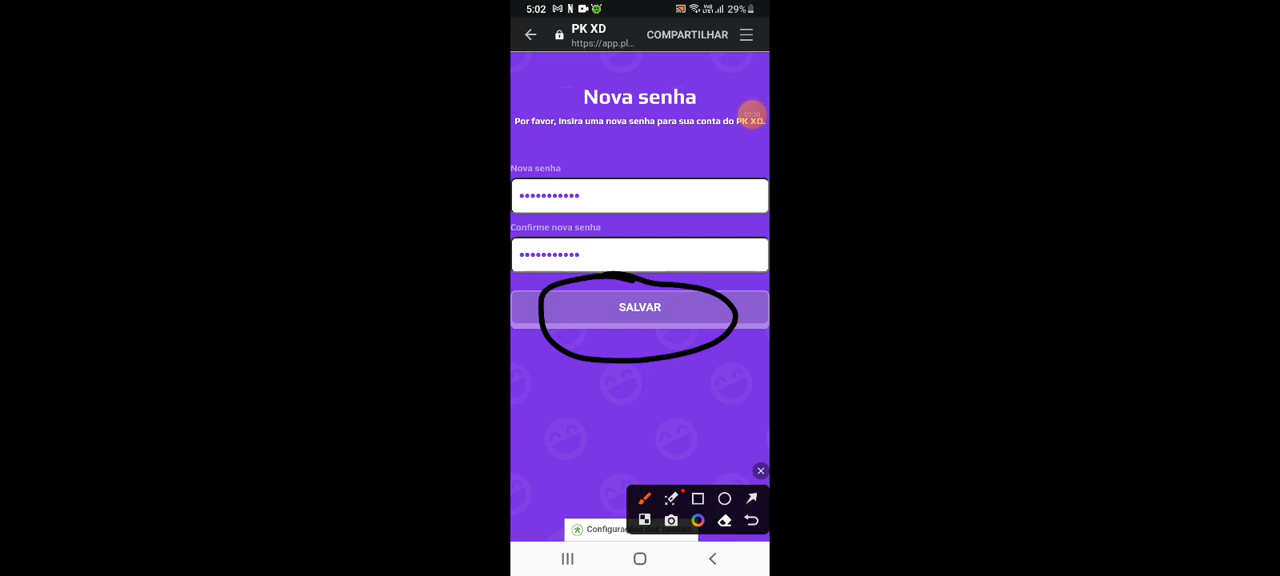 5:02 29%
PK XD
https://app.pl...
COMPARTILHAR
Nova senha
Por favor, insira uma nova senha para sua conta do PK XD.
Nova senha
•••••••••••
Confirme nova senha
•••••••••••
SALVAR